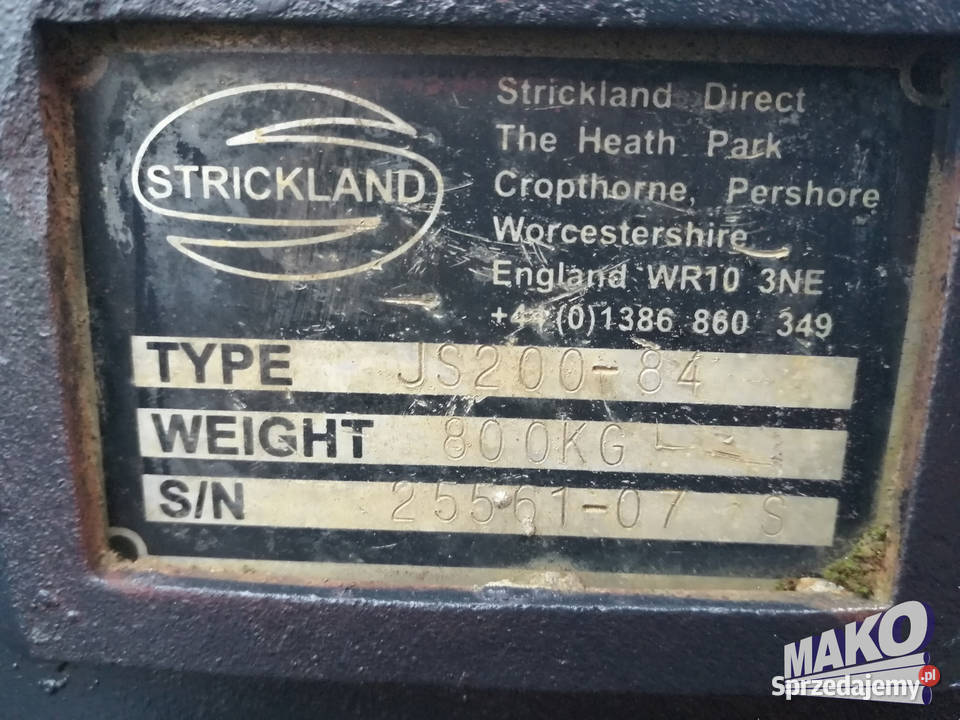 STRICKLAND
Strickland Direct
The Heath Park
Cropthorne, Pershore
Worcestershire
England WR10 3NE
+44 (0)1386 860 349
TYPE JS200-84
WEIGHT 800KG
S/N 25561-07 S
MAKO
Sprzedajemy.pl